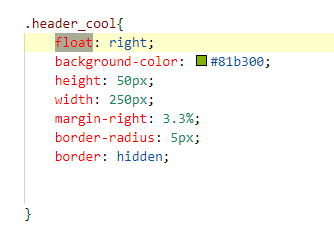 .header_cool{
float: right;
background-color: #81b300;
height: 50px;
width: 250px;
margin-right: 3.3%;
border-radius: 5px;
border: hidden;
}